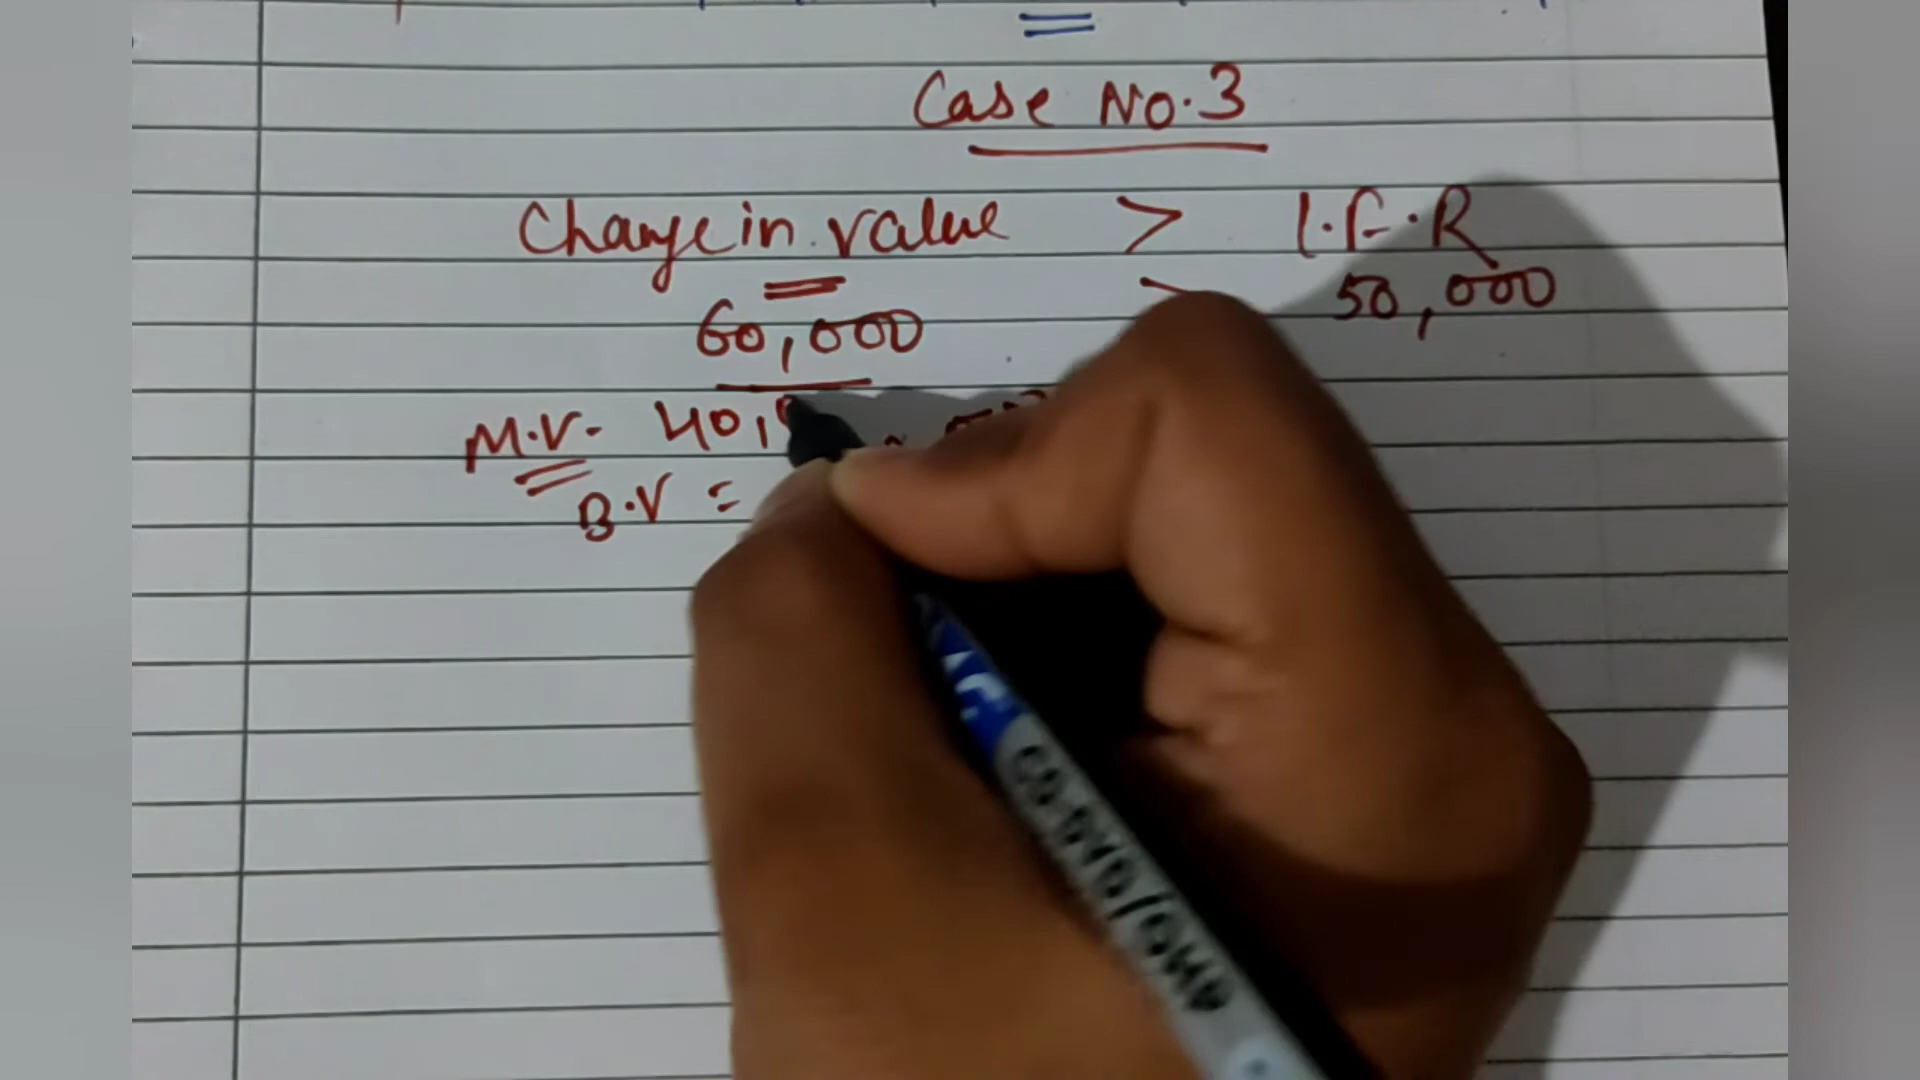 Case No.3
Change in value > I.F.R
60,000 > 50,000
M.V. 40,
B.V =